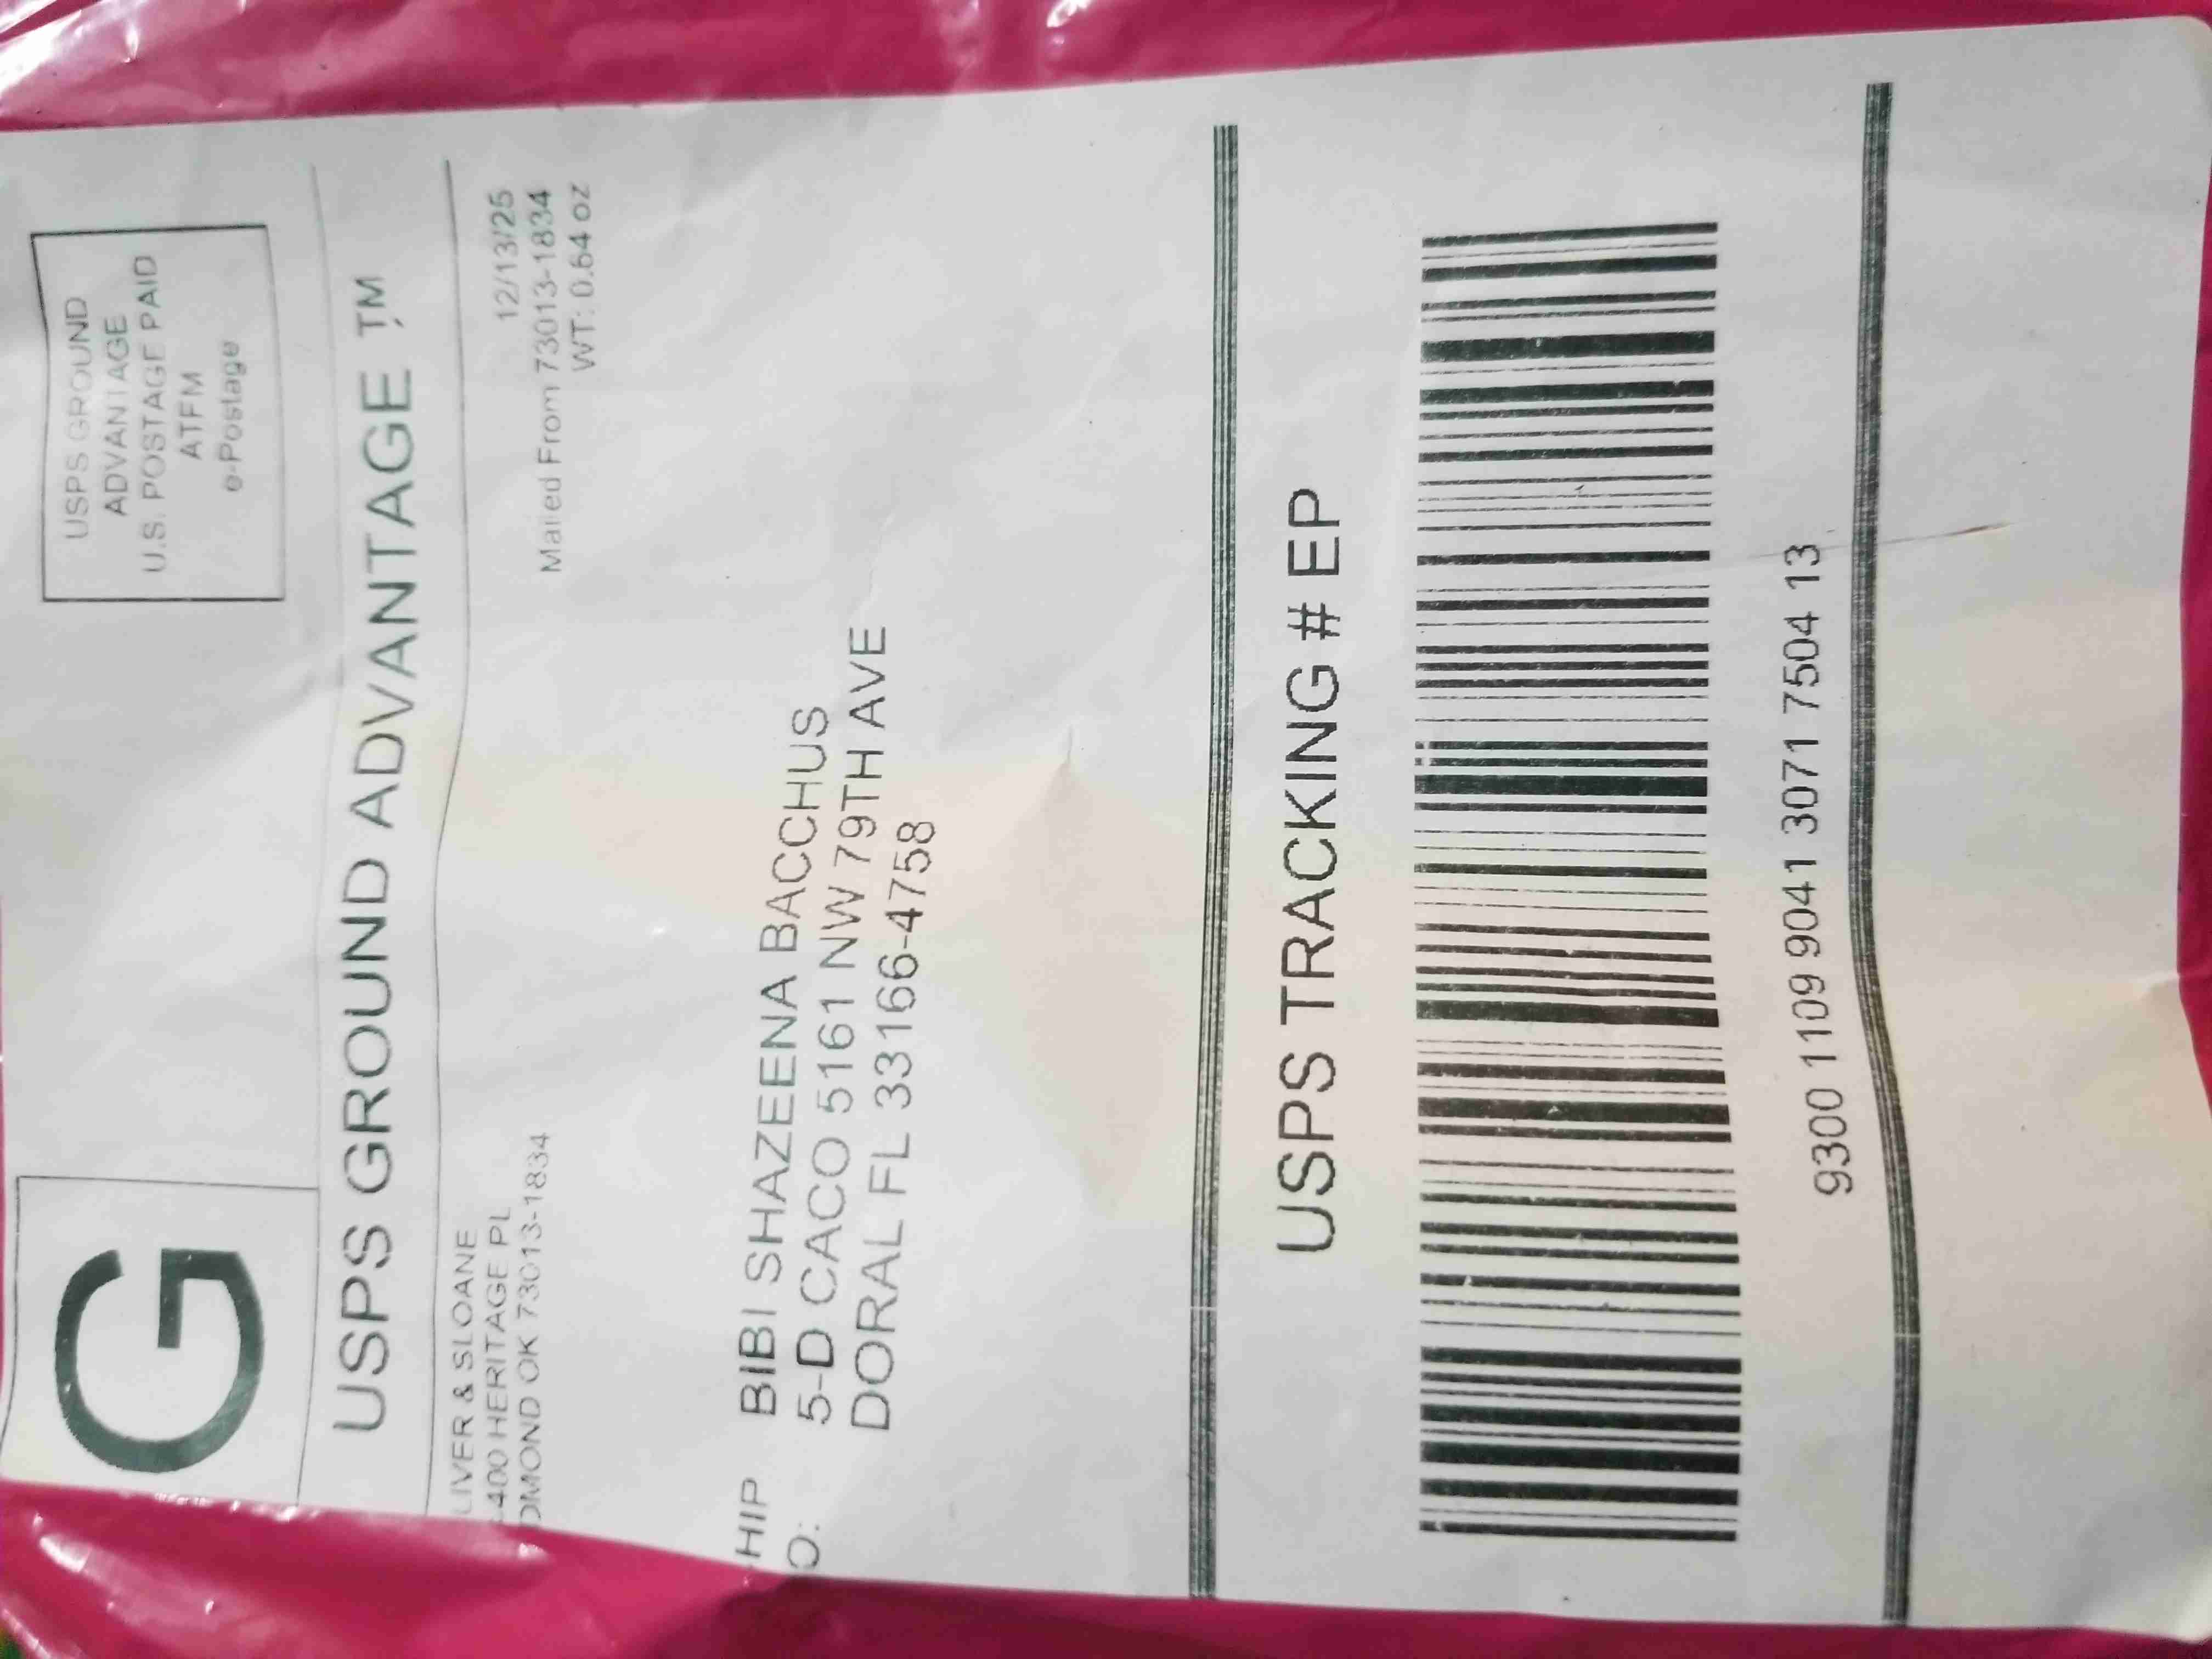 G
USPS GROUND
ADVANTAGE
U.S. POSTAGE PAID
ATFM
e-Postage
USPS GROUND ADVANTAGE ™
LIVER & SLOANE
400 HERITAGE PL
DMOND OK 73013-1834
12/13/25
Mailed From 73013-1834
WT: 0.64 oz
HIP BIBI SHAZEENA BACCHUS
O: 5-D CACO 5161 NW 79TH AVE
DORAL FL 33166-4758
USPS TRACKING # EP
9300 1109 9041 3071 7504 13